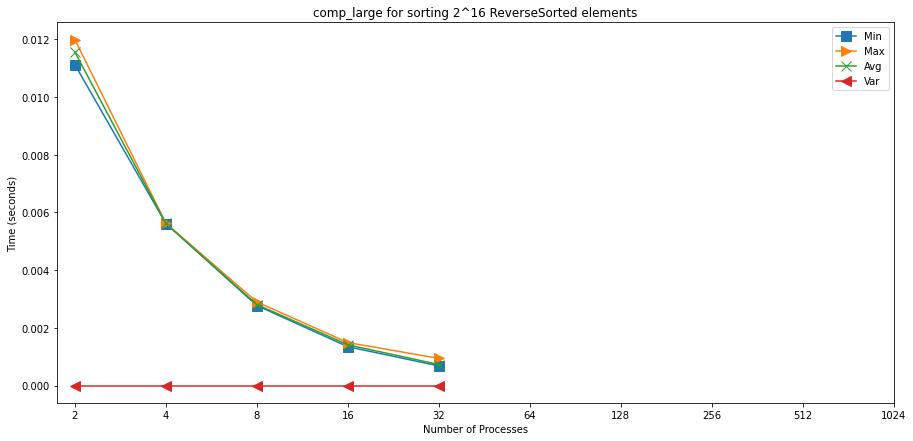 comp_large for sorting 2^16 ReverseSorted elements
Min
Max
Avg
Var
0.012
0.010
0.008
0.006
0.004
0.002
0.000
Time (seconds)
2 4 8 16 32 64 128 256 512 1024
Number of Processes